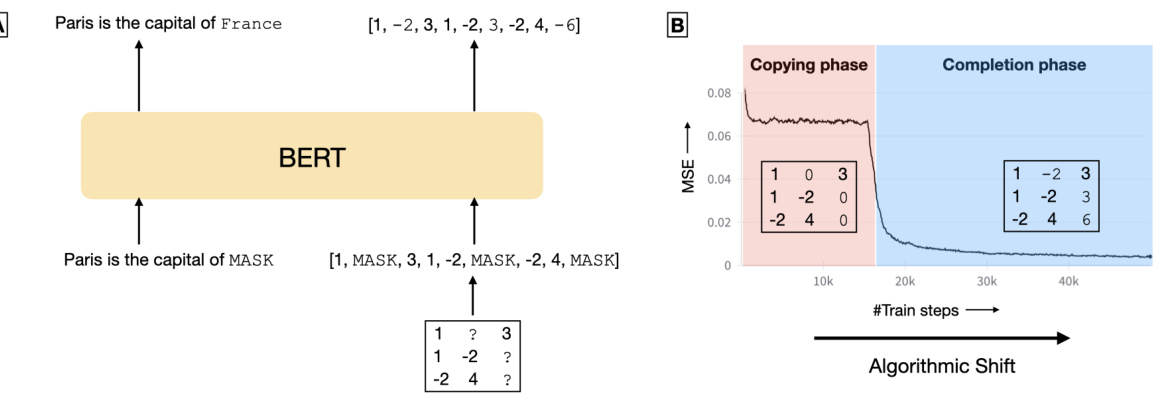 A
Paris is the capital of France
[1, −2, 3, 1, -2, 3, -2, 4, −6]
BERT
Paris is the capital of MASK
[1, MASK, 3, 1, -2, MASK, -2, 4, MASK]
1 ? 3
1 -2 ?
-2 4 ?
B
Copying phase
Completion phase
MSE
0.08
0.06
0.04
0.02
0
1 0 3
1 -2 0
-2 4 0
1 −2 3
1 -2 3
-2 4 6
10k 20k 30k 40k
#Train steps
Algorithmic Shift